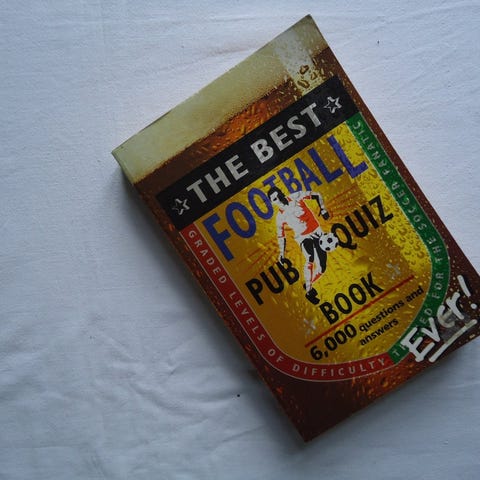 THE BEST
FOOTBALL
PUB QUIZ
BOOK
6,000 questions and
answers
GRADED LEVELS OF DIFFICULTY
FOR THE SOCCER FANATIC
Ever!